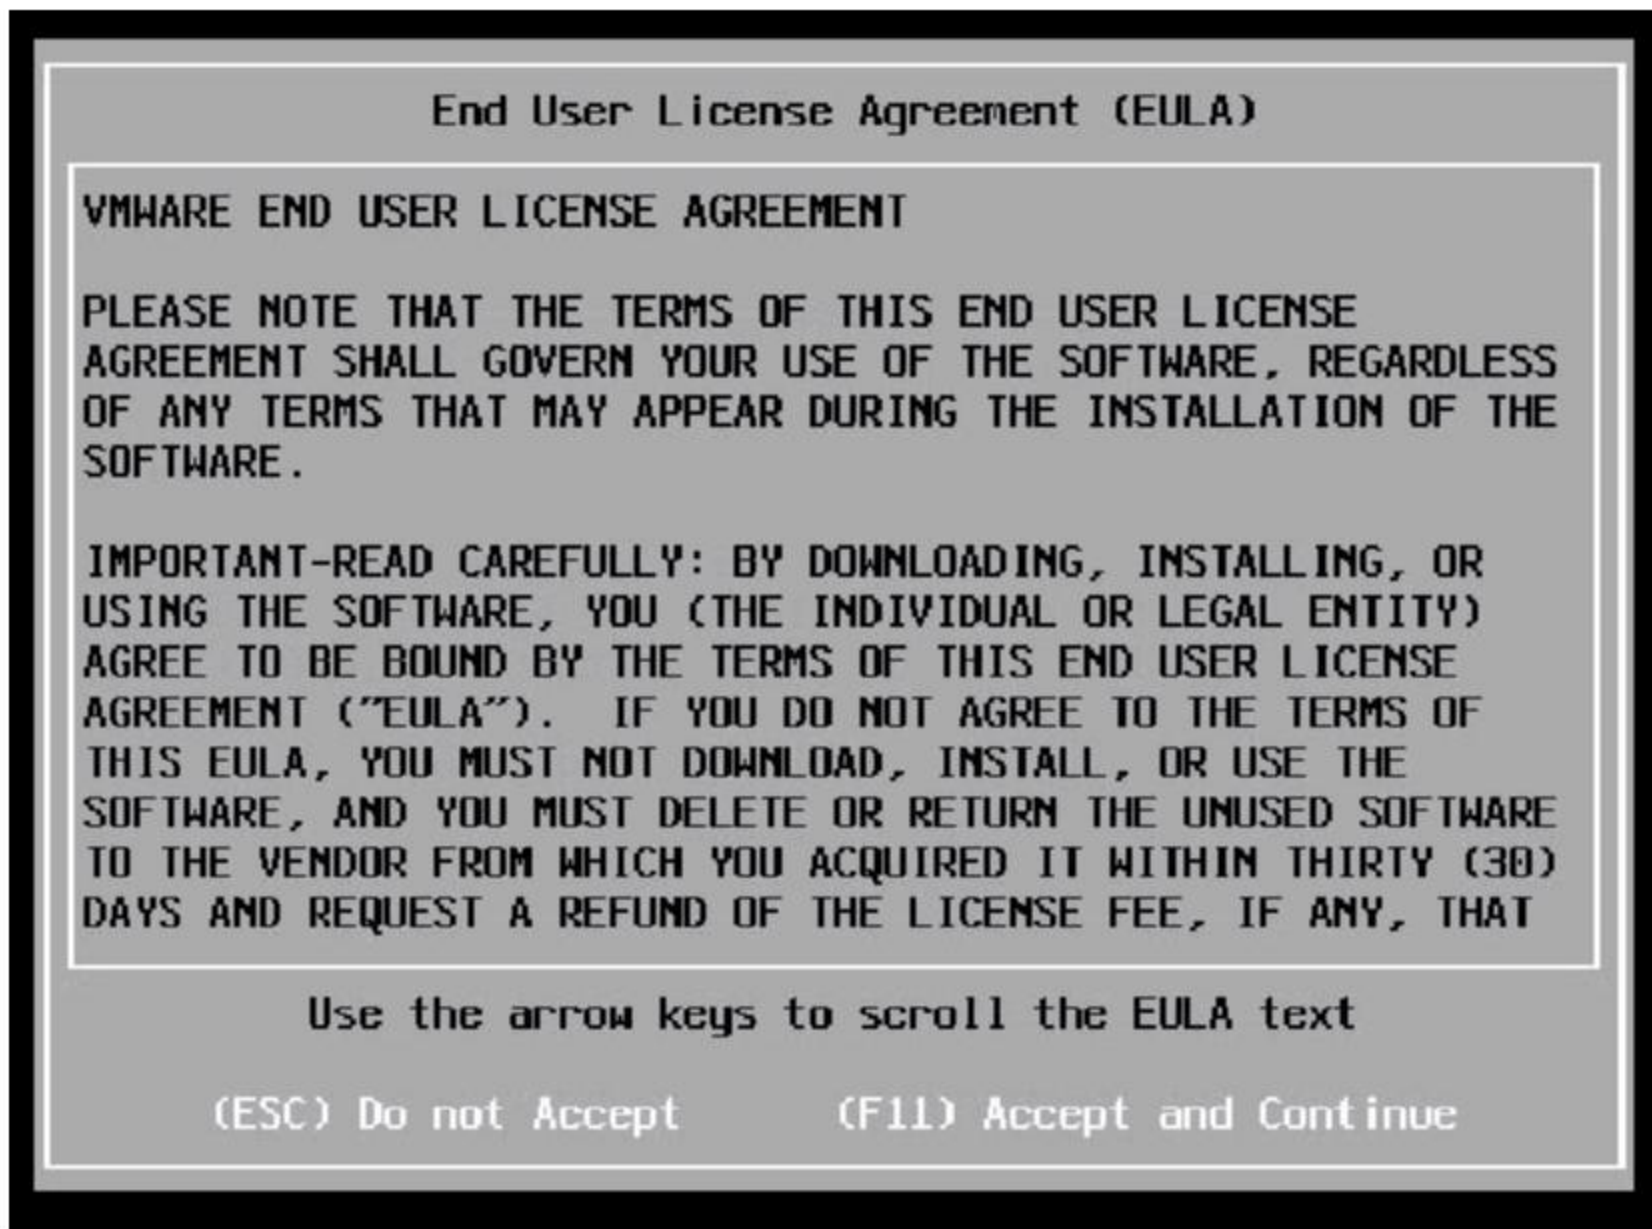 End User License Agreement (EULA)
VMWARE END USER LICENSE AGREEMENT
PLEASE NOTE THAT THE TERMS OF THIS END USER LICENSE
AGREEMENT SHALL GOVERN YOUR USE OF THE SOFTWARE, REGARDLESS
OF ANY TERMS THAT MAY APPEAR DURING THE INSTALLATION OF THE
SOFTWARE.
IMPORTANT-READ CAREFULLY: BY DOWNLOADING, INSTALLING, OR
USING THE SOFTWARE, YOU (THE INDIVIDUAL OR LEGAL ENTITY)
AGREE TO BE BOUND BY THE TERMS OF THIS END USER LICENSE
AGREEMENT ("EULA").  IF YOU DO NOT AGREE TO THE TERMS OF
THIS EULA, YOU MUST NOT DOWNLOAD, INSTALL, OR USE THE
SOFTWARE, AND YOU MUST DELETE OR RETURN THE UNUSED SOFTWARE
TO THE VENDOR FROM WHICH YOU ACQUIRED IT WITHIN THIRTY (30)
DAYS AND REQUEST A REFUND OF THE LICENSE FEE, IF ANY, THAT
Use the arrow keys to scroll the EULA text
(ESC) Do not Accept (F11) Accept and Continue